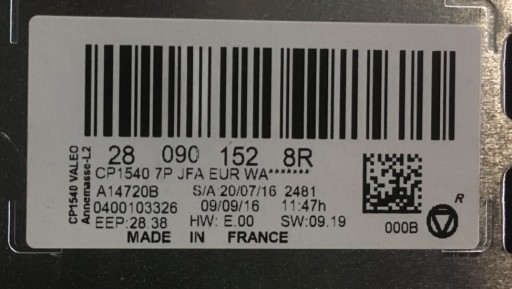 CP1540 VALEO
Annemasse-L2
28 090 152 8R
CP1540 7P JFA EUR WA*******
A14720B S/A:20/07/16 2481
0400103326 09/09/16 11:47h
EEP:28.38 HW: E.00 SW:09.19
MADE IN FRANCE
000B
R